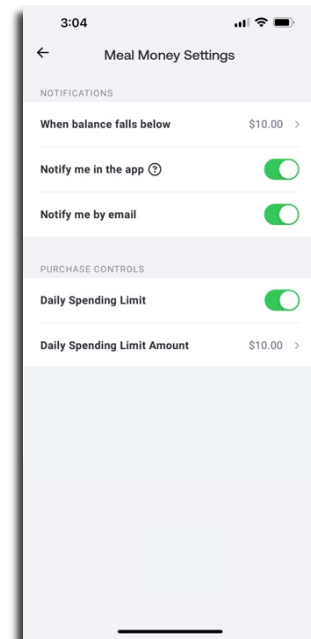 3:04
Meal Money Settings
NOTIFICATIONS
When balance falls below $10.00
Notify me in the app ?
Notify me by email
PURCHASE CONTROLS
Daily Spending Limit
Daily Spending Limit Amount $10.00